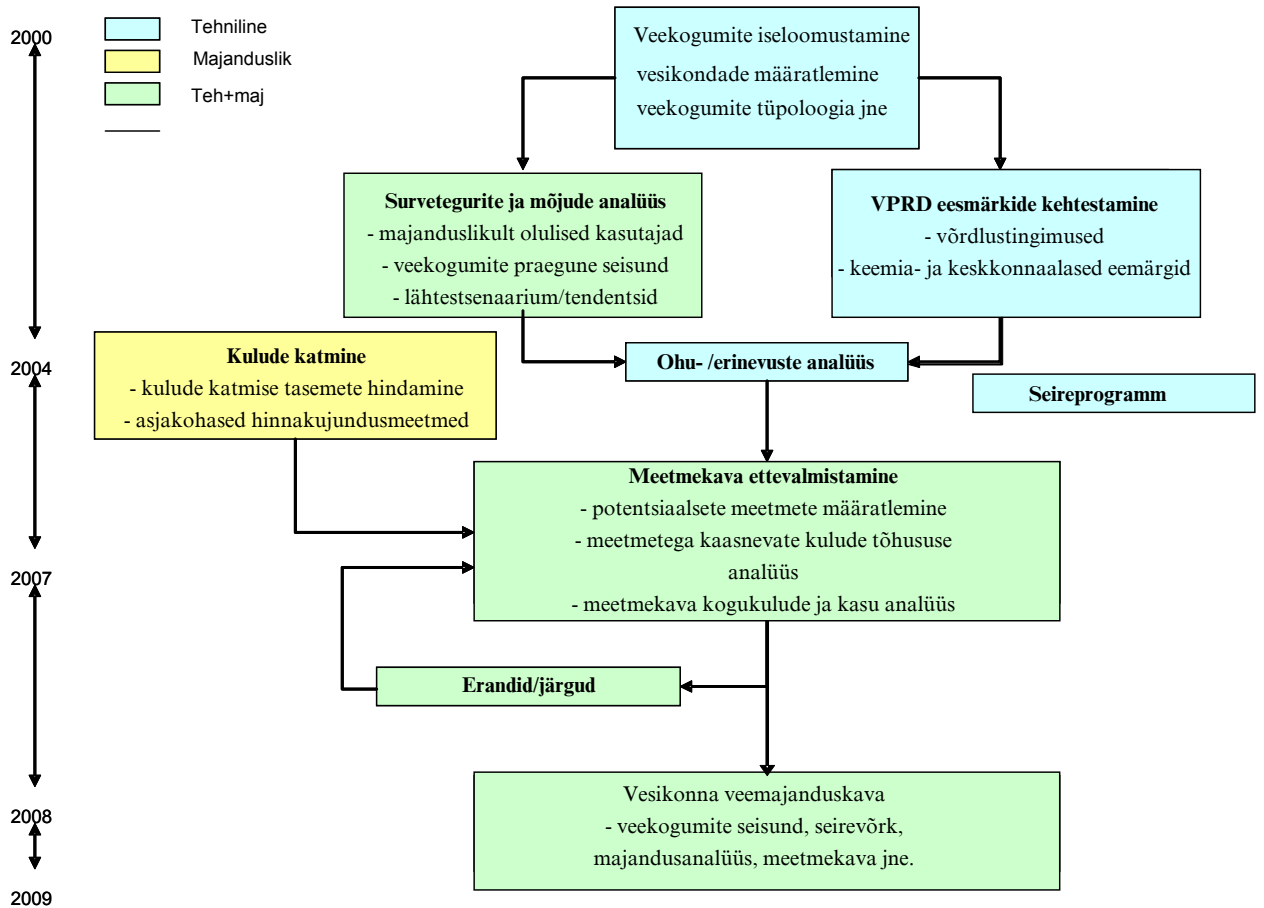 2000
Tehniline
Majanduslik
Teh+maj
Veekogumite iseloomustamine
vesikondade määratlemine
veekogumite tüpoloogia jne
Survetegurite ja mõjude analüüs
- majanduslikult olulised kasutajad
- veekogumite praegune seisund
- lähtestsenaarium/tendentsid
VPRD eesmärkide kehtestamine
- võrdlustingimused
- keemia- ja keskkonnaalased eemärgid
2004
Kulude katmine
- kulude katmise tasemete hindamine
- asjakohased hinnakujundusmeetmed
Ohu- /erinevuste analüüs
Seireprogramm
Meetmekava ettevalmistamine
- potentsiaalsete meetmete määratlemine
- meetmetega kaasnevate kulude tõhususe
analüüs
- meetmekava kogukulude ja kasu analüüs
2007
Erandid/järgud
Vesikonna veemajanduskava
- veekogumite seisund, seirevõrk,
majandusanalüüs, meetmekava jne.
2008
2009